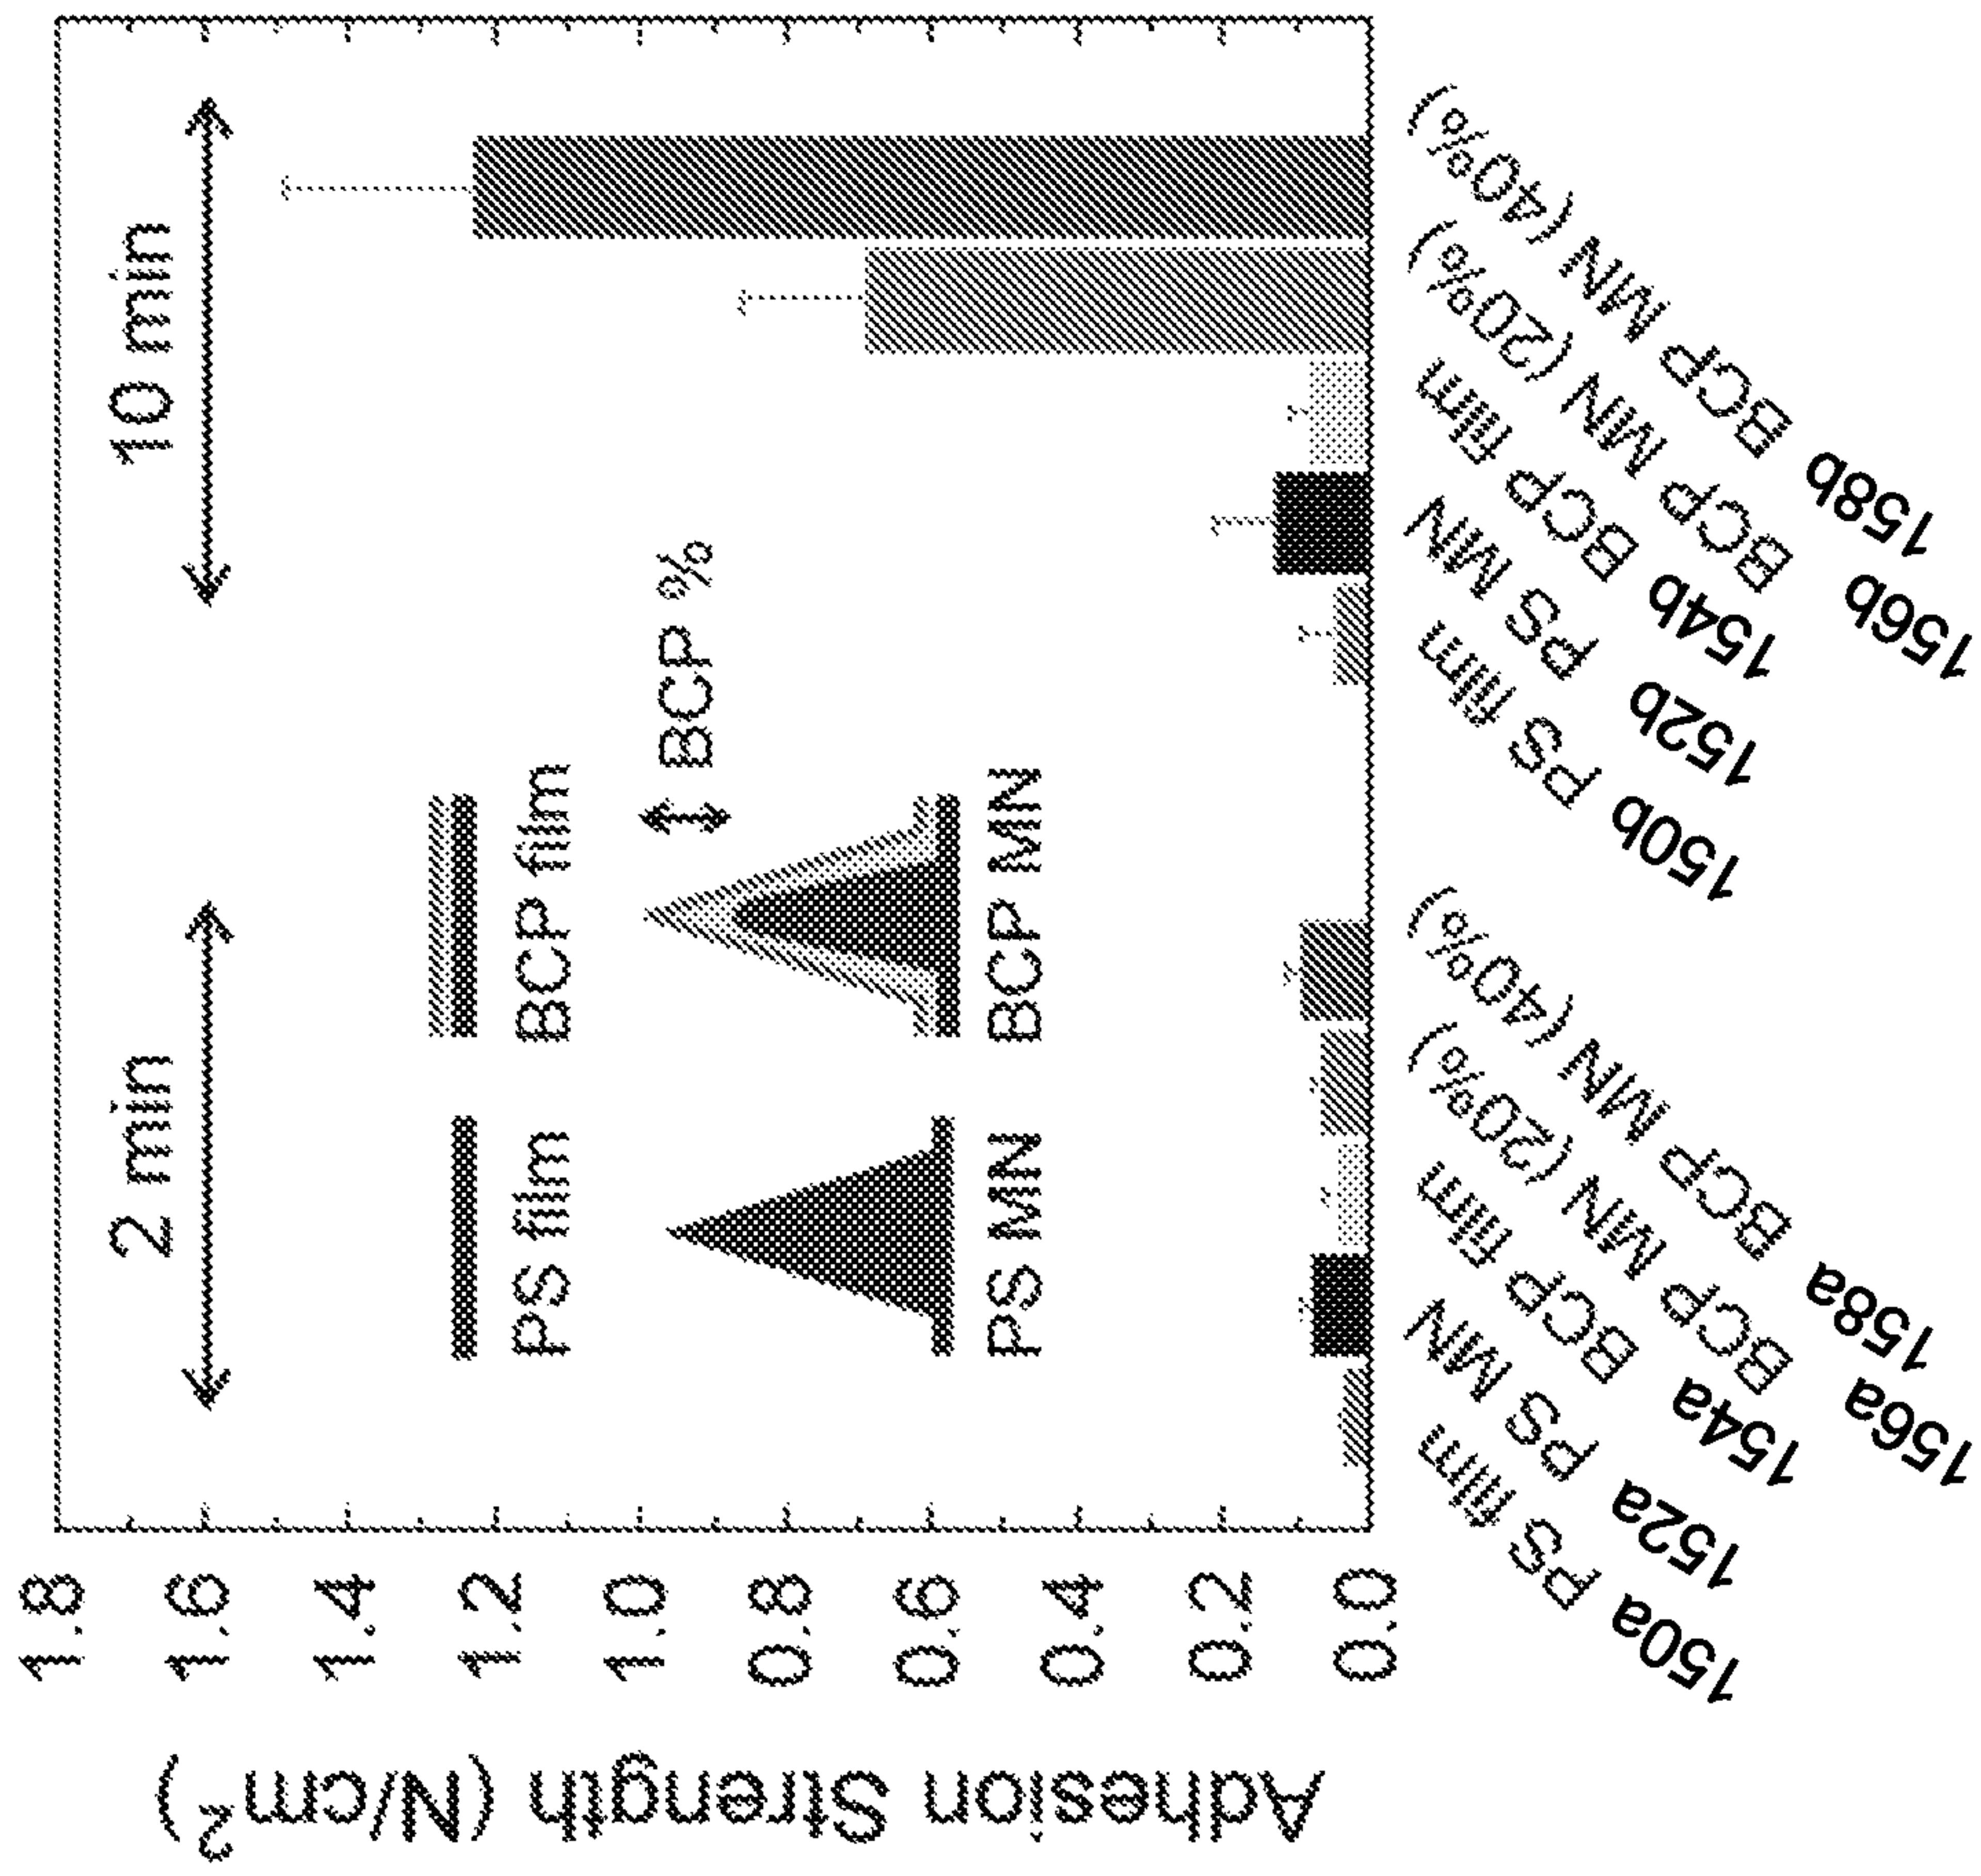 Adhesion Strength (N/cm²)
1.8
1.6
1.4
1.2
1.0
0.8
0.6
0.4
0.2
0.0
2 min
10 min
PS film
BCP film
BCP %
PS MN
BCP MN
150a PS film
152a PS MN
154a BCP film
156a BCP MN (20%)
158a BCP MN (40%)
150b PS film
152b PS MN
154b BCP film
156b BCP MN (20%)
158b BCP MN (40%)